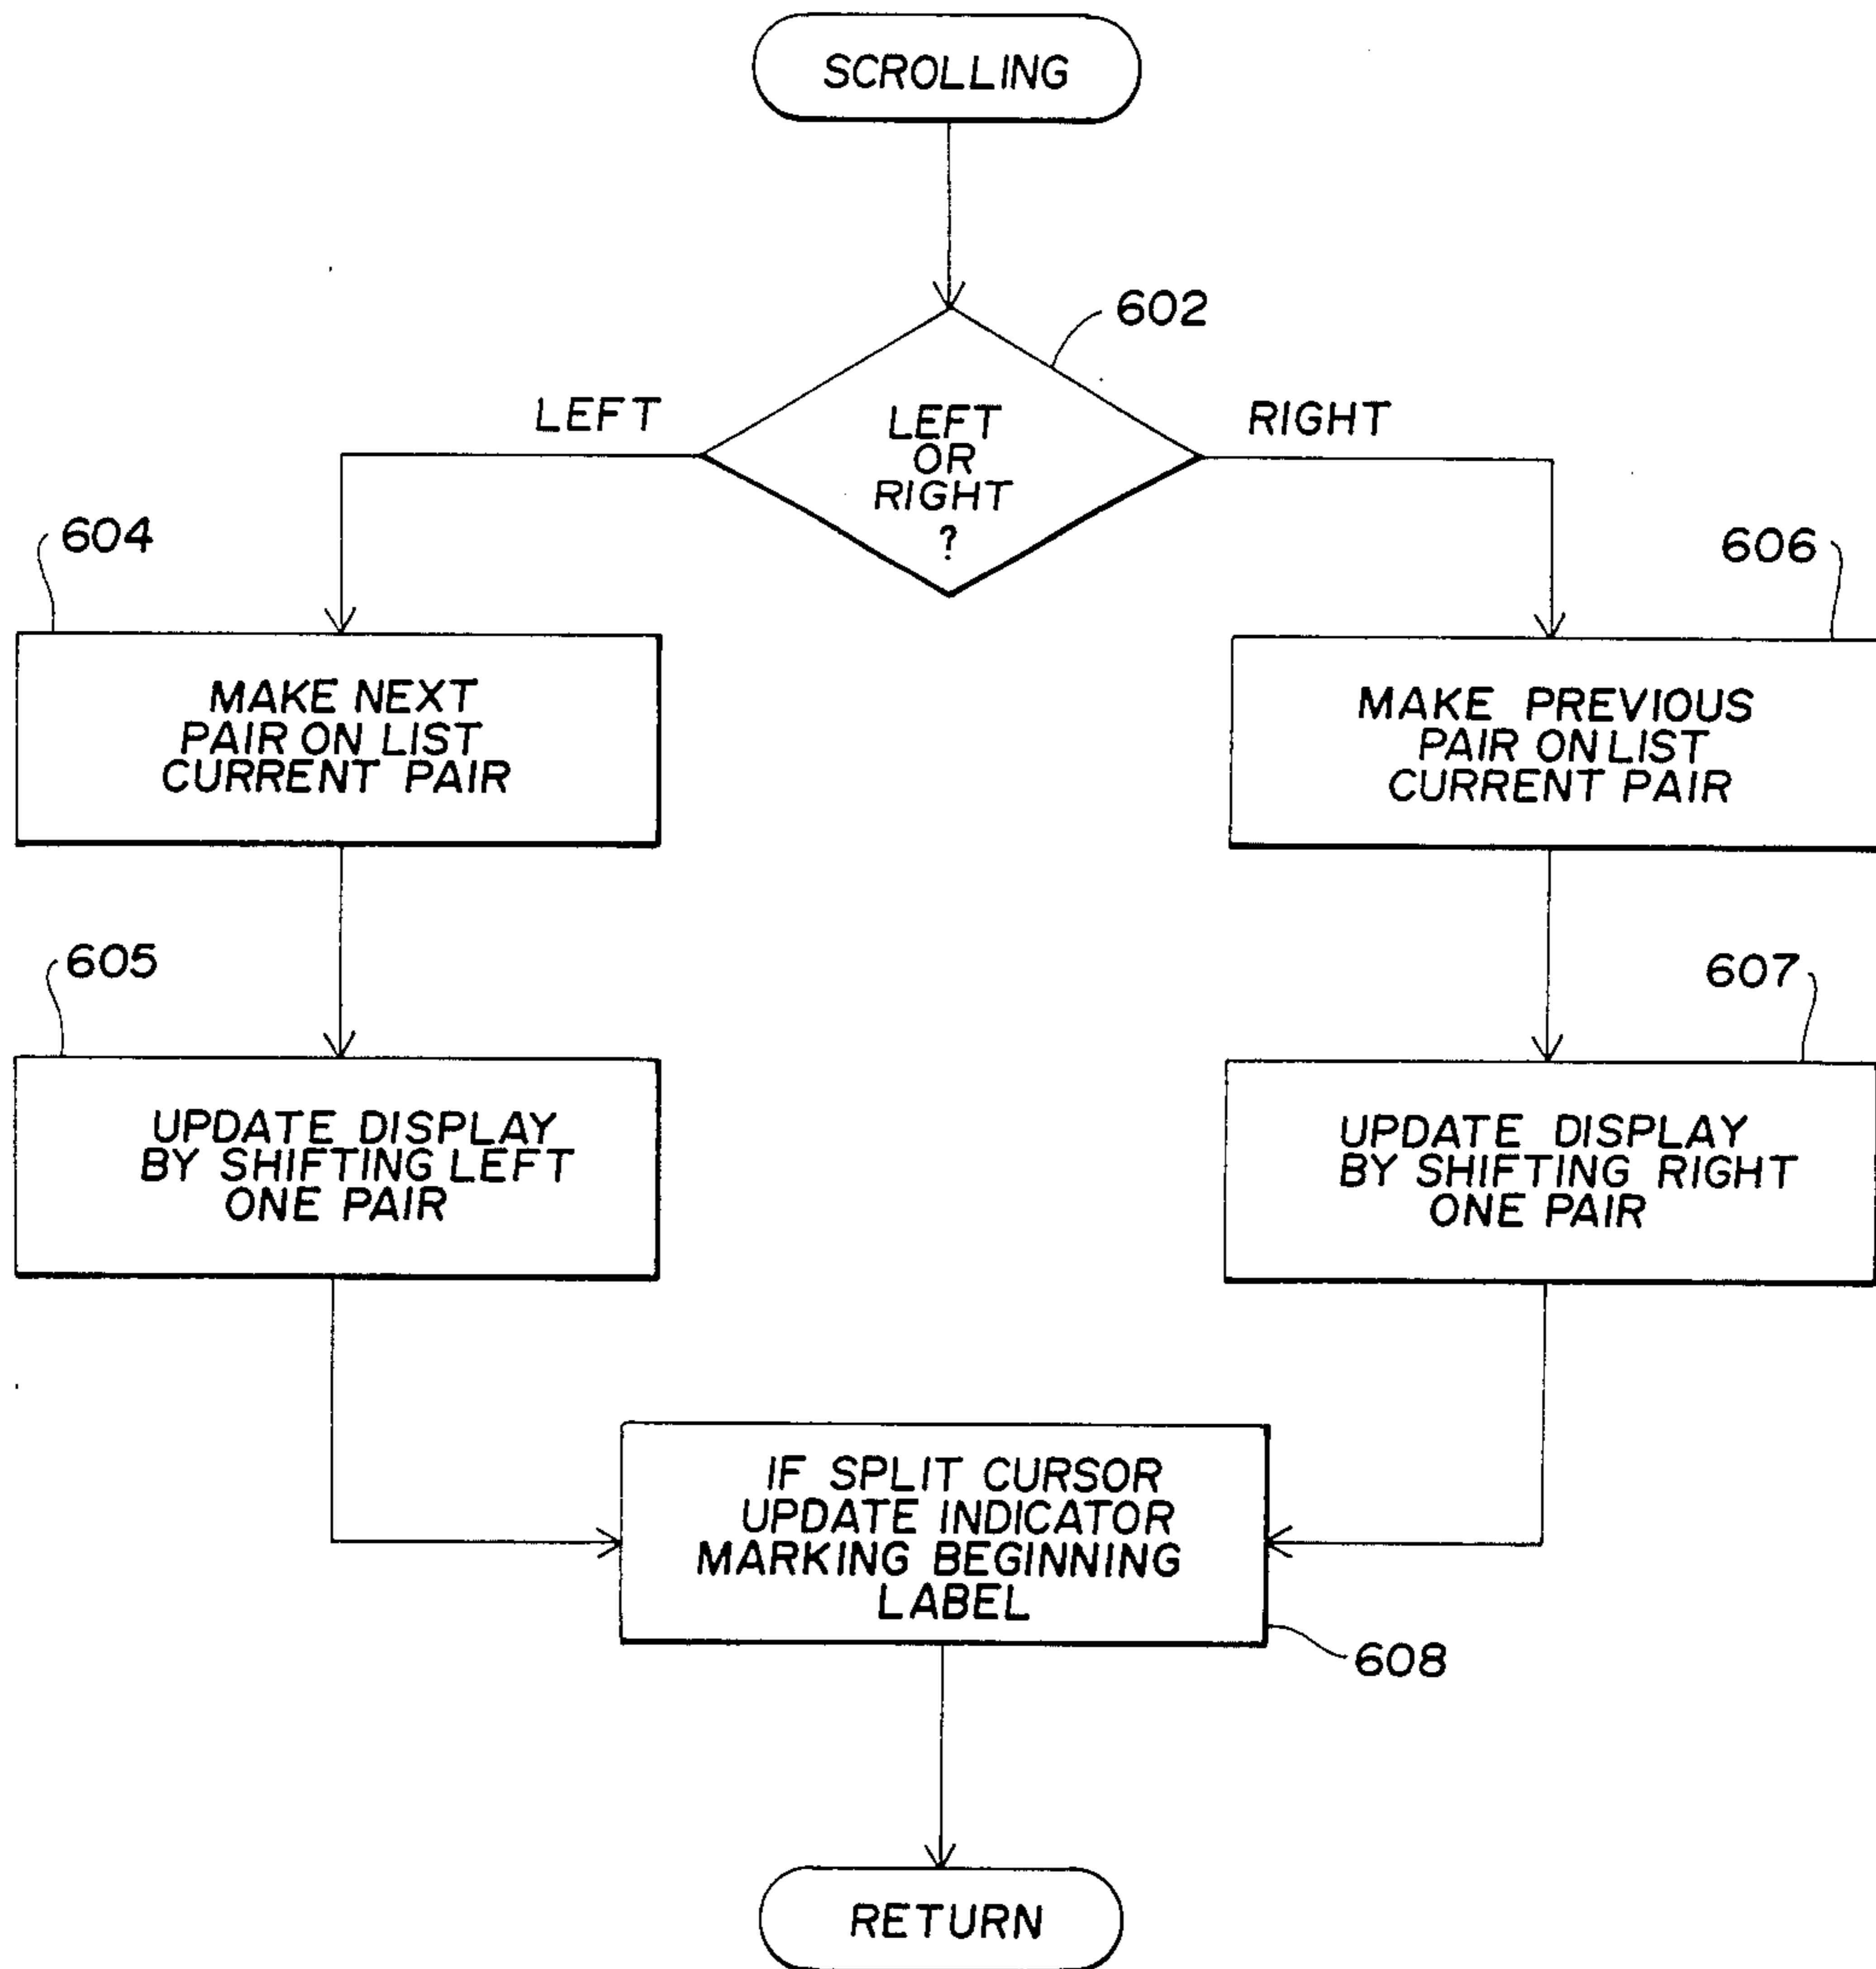 SCROLLING
602
LEFT
RIGHT
LEFT
OR
RIGHT
?
604
606
MAKE NEXT
PAIR ON LIST
CURRENT PAIR
MAKE PREVIOUS
PAIR ON LIST
CURRENT PAIR
605
607
UPDATE DISPLAY
BY SHIFTING LEFT
ONE PAIR
UPDATE DISPLAY
BY SHIFTING RIGHT
ONE PAIR
IF SPLIT CURSOR
UPDATE INDICATOR
MARKING BEGINNING
LABEL
608
RETURN